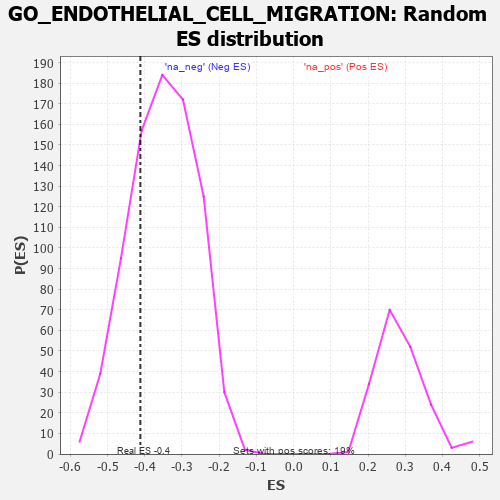 GO_ENDOTHELIAL_CELL_MIGRATION: Random
ES distribution
'na_neg' (Neg ES)
'na_pos' (Pos ES)
190
180
170
160
150
140
130
120
110
100
90
80
70
60
50
40
30
20
10
0
P(ES)
Real ES -0.4
Sets with pos scores: 19%
-0.6 -0.5 -0.4 -0.3 -0.2 -0.1 0.0 0.1 0.2 0.3 0.4 0.5
ES